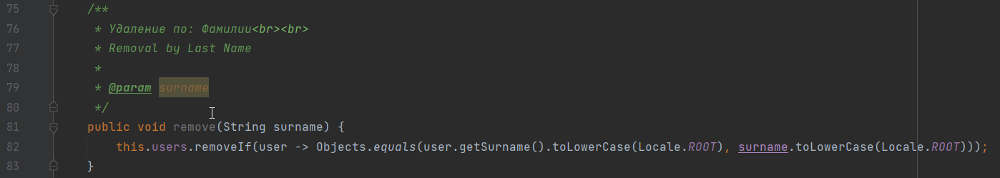 75 /**
76 * Удаление по: Фамилии<br><br>
77 * Removal by Last Name
78 *
79 * @param surname
80 */
81 public void remove(String surname) {
82 this.users.removeIf(user -> Objects.equals(user.getSurname().toLowerCase(Locale.ROOT), surname.toLowerCase(Locale.ROOT)));
83 }